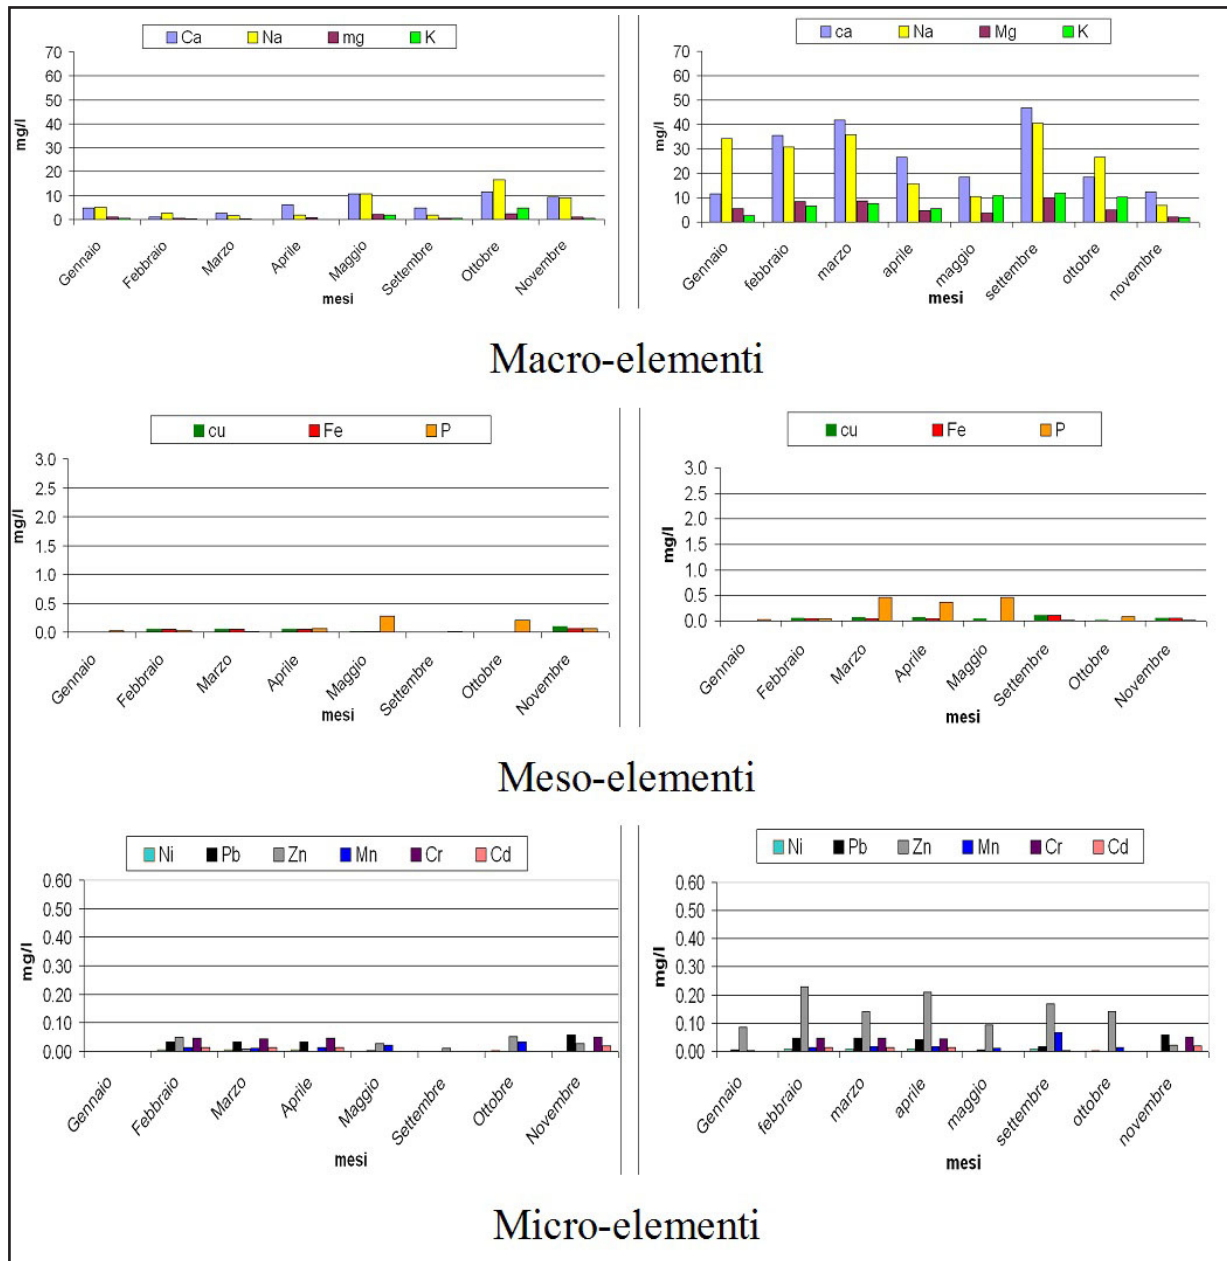 Ca Na mg K
70
60
50
40
30
20
10
0
mg/l
Gennaio Febbraio Marzo Aprile Maggio Settembre Ottobre Novembre
mesi
ca Na Mg K
70
60
50
40
30
20
10
0
mg/l
Gennaio febbraio marzo aprile maggio settembre ottobre novembre
mesi
Macro-elementi
cu Fe P
3.0
2.5
2.0
1.5
1.0
0.5
0.0
mg/l
Gennaio Febbraio Marzo Aprile Maggio Settembre Ottobre Novembre
mesi
cu Fe P
3.0
2.5
2.0
1.5
1.0
0.5
0.0
mg/l
Gennaio Febbraio Marzo Aprile Maggio Settembre Ottobre Novembre
mesi
Meso-elementi
Ni Pb Zn Mn Cr Cd
0.60
0.50
0.40
0.30
0.20
0.10
0.00
mg/l
Gennaio Febbraio Marzo Aprile Maggio Settembre Ottobre Novembre
mesi
Ni Pb Zn Mn Cr Cd
0.60
0.50
0.40
0.30
0.20
0.10
0.00
mg/l
Gennaio febbraio marzo aprile maggio settembre ottobre novembre
mesi
Micro-elementi